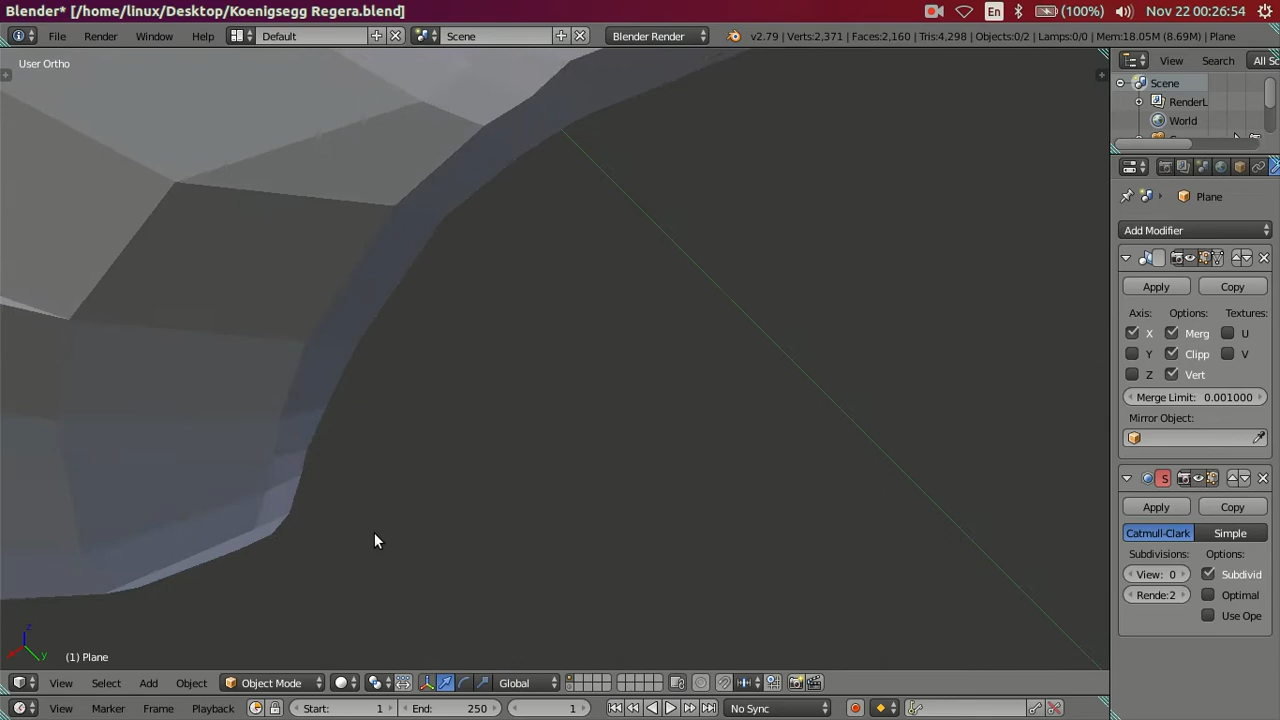 Blender* [/home/linux/Desktop/Koenigsegg Regera.blend]
En
(100%)
Nov 22 00:26:54
File
Render
Window
Help
Default
Scene
Blender Render
v2.79 | Verts:2,371 | Faces:2,160 | Tris:4,298 | Objects:0/2 | Lamps:0/0 | Mem:18.05M (8.69M) | Plane
User Ortho
View
Search
All Sc
Scene
RenderL
World
Plane
Add Modifier
Apply
Copy
Axis:
Options:
Textures:
X
Merg
U
Y
Clipp
V
Z
Vert
Merge Limit: 0.001000
Mirror Object:
S
Apply
Copy
Catmull-Clark
Simple
Subdivisions:
Options:
View: 0
Subdivid
Rende:2
Optimal
Use Ope
z
y
(1) Plane
View
Select
Add
Object
Object Mode
Global
View
Marker
Frame
Playback
Start: 1
End: 250
1
No Sync